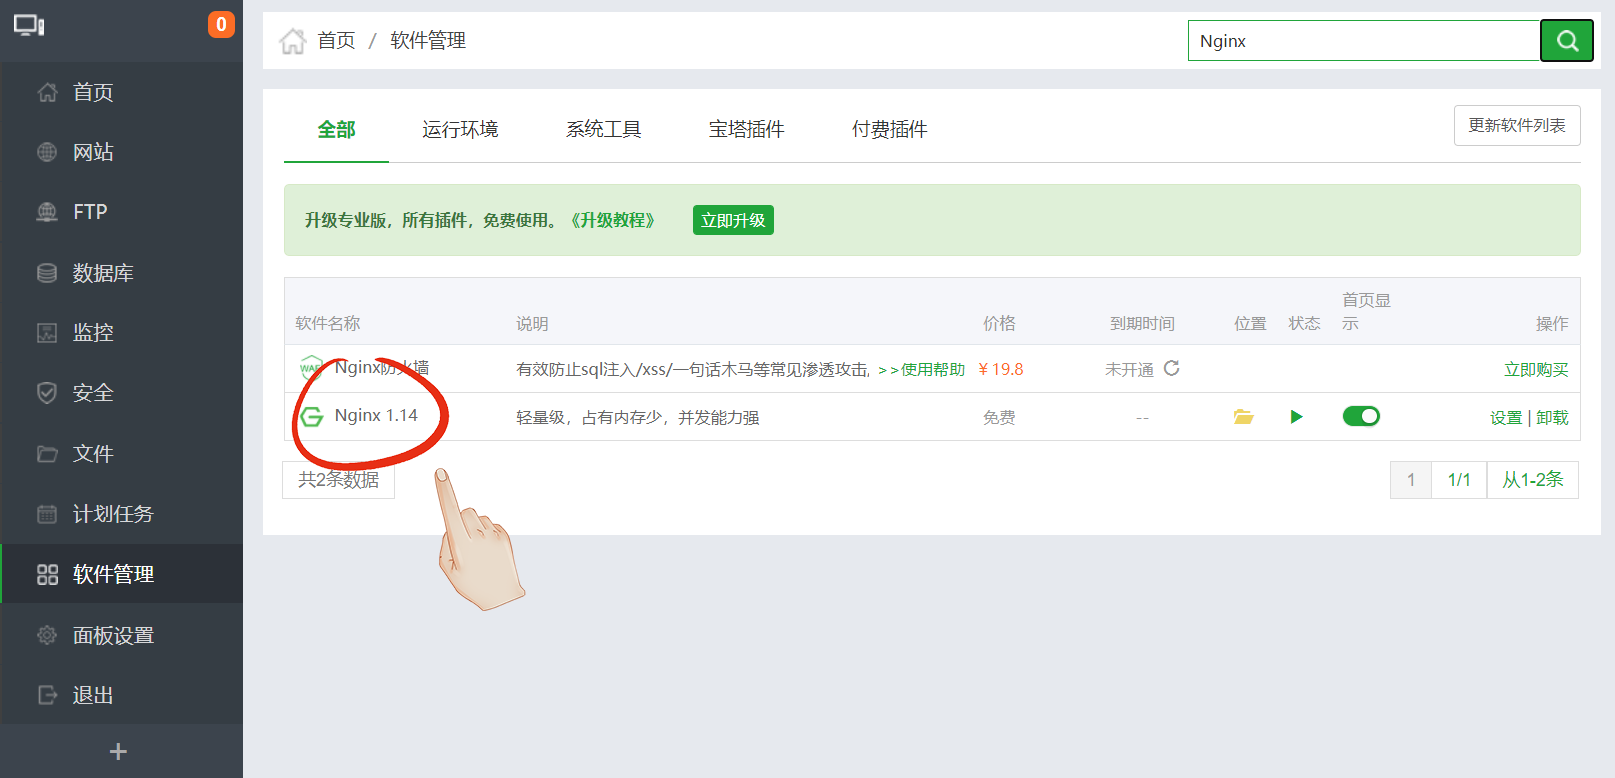 0
首页
网站
FTP
数据库
监控
安全
文件
计划任务
软件管理
面板设置
退出
+
首页 / 软件管理
Nginx
全部 运行环境 系统工具 宝塔插件 付费插件 更新软件列表
升级专业版，所有插件，免费使用。《升级教程》 立即升级
软件名称 说明 价格 到期时间 位置 状态 首页显示 操作
WAF Nginx防火墙 有效防止sql注入/xss/一句话木马等常见渗透攻击, >>使用帮助 ¥19.8 未开通 立即购买
Nginx 1.14 轻量级，占有内存少，并发能力强 免费 -- 设置 | 卸载
共2条数据 1 1/1 从1-2条